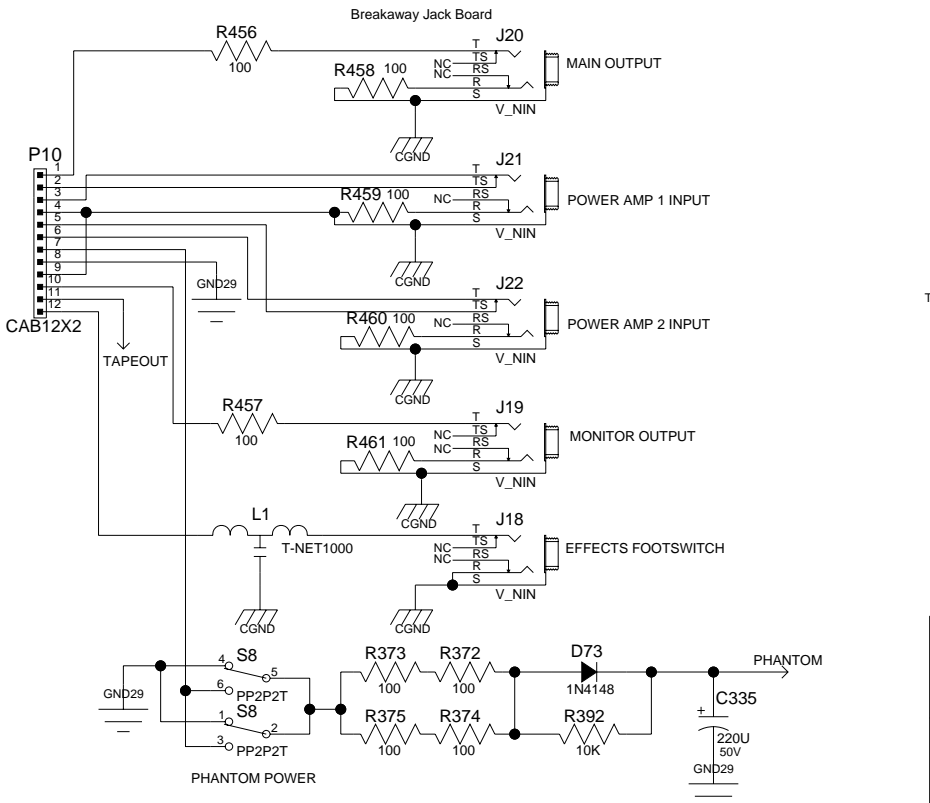 Breakaway Jack Board
R456
100
J20
T
TS
NC
RS
NC
R
S
V_NIN
MAIN OUTPUT
R458 100
CGND
P10
1
2
3
4
5
6
7
8
9
10
11
12
CAB12X2
J21
T
TS
NC
RS
R
S
V_NIN
POWER AMP 1 INPUT
R459 100
CGND
GND29
TAPEOUT
J22
T
TS
NC
RS
R
S
V_NIN
POWER AMP 2 INPUT
R460 100
CGND
R457
100
J19
T
TS
NC
RS
NC
R
S
V_NIN
MONITOR OUTPUT
R461 100
CGND
L1
T-NET1000
CGND
J18
T
TS
NC
RS
NC
R
S
V_NIN
EFFECTS FOOTSWITCH
CGND
GND29
4
S8
5
6
PP2P2T
1
S8
2
3
PP2P2T
PHANTOM POWER
R373
100
R372
100
R375
100
R374
100
D73
1N4148
R392
10K
PHANTOM
C335
+
220U
50V
GND29
T